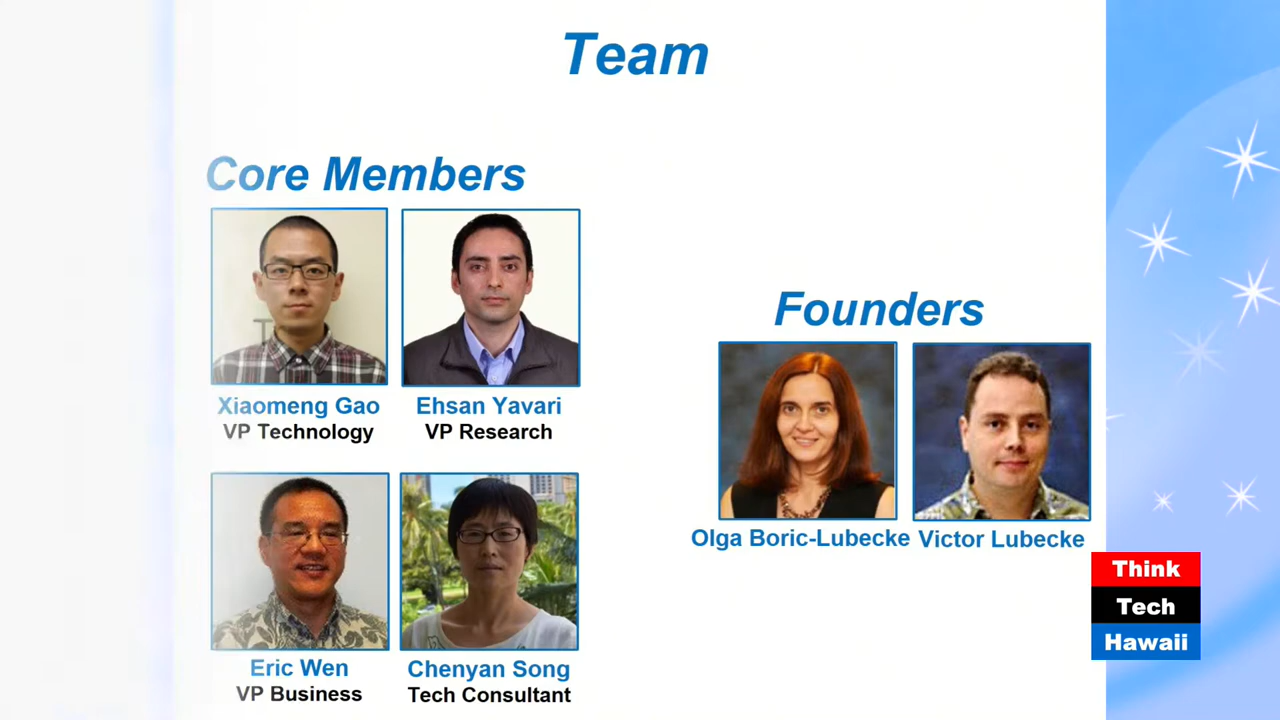 Team
Core Members
Xiaomeng Gao
VP Technology
Ehsan Yavari
VP Research
Eric Wen
VP Business
Chenyan Song
Tech Consultant
Founders
Olga Boric-Lubecke
Victor Lubecke
Think
Tech
Hawaii